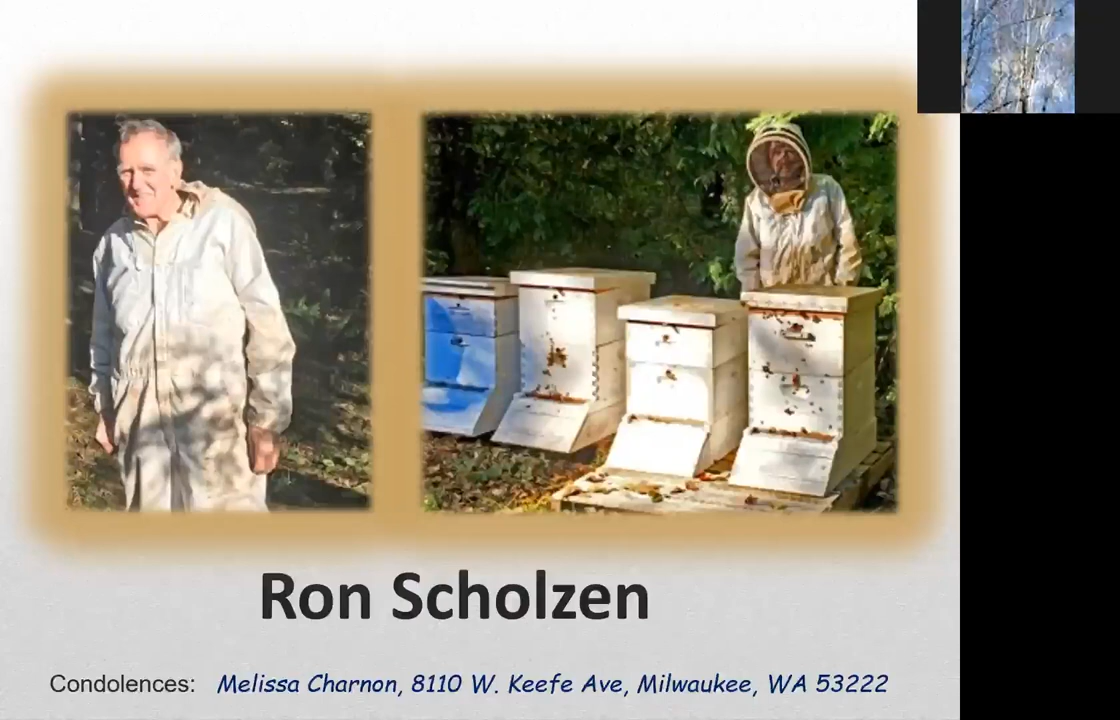 Ron Scholzen
Condolences: Melissa Charnon, 8110 W. Keefe Ave, Milwaukee, WA 53222